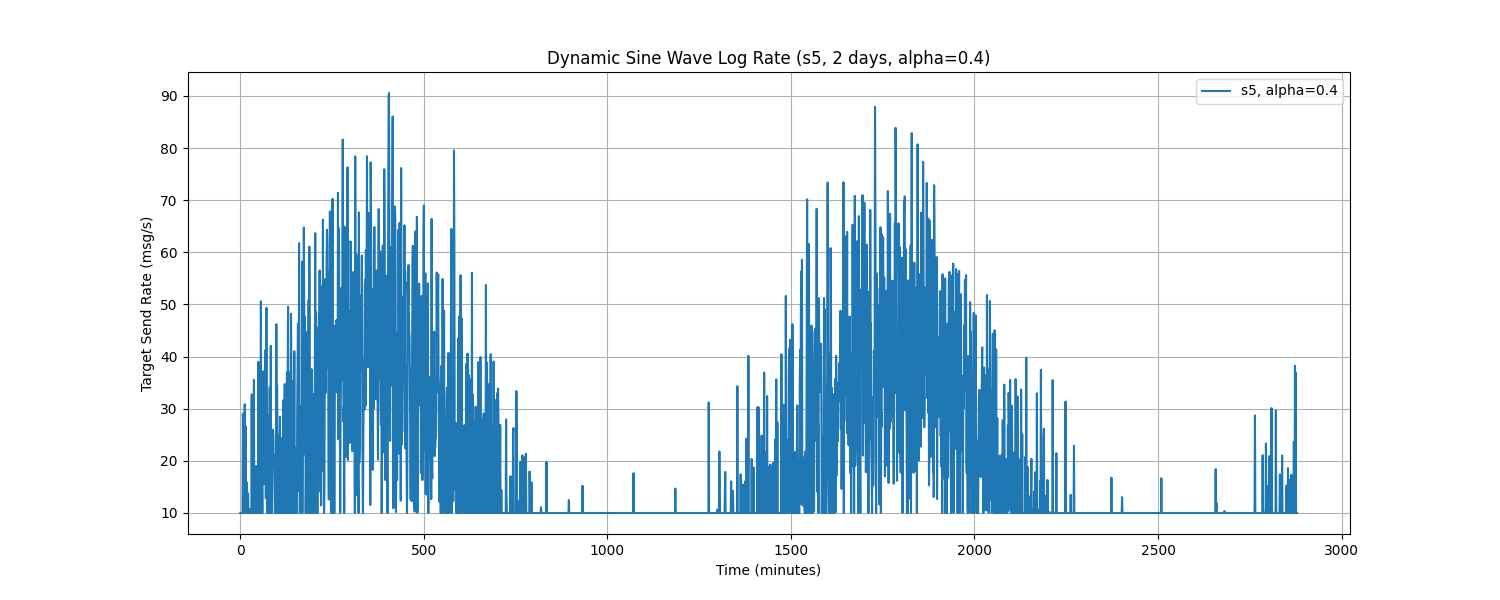 Dynamic Sine Wave Log Rate (s5, 2 days, alpha=0.4)
s5, alpha=0.4
Target Send Rate (msg/s)
90
80
70
60
50
40
30
20
10
0 500 1000 1500 2000 2500 3000
Time (minutes)